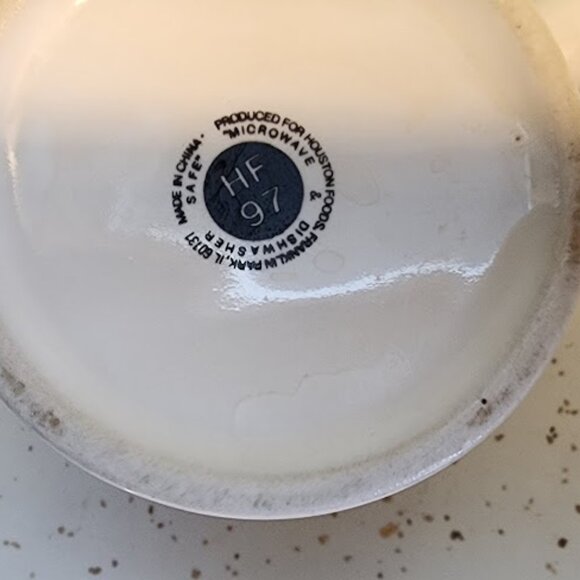 PRODUCED FOR HOUSTON FOODS, FRANKLIN PARK, IL 60131
MADE IN CHINA -
"MICROWAVE & DISHWASHER SAFE"
HF
97